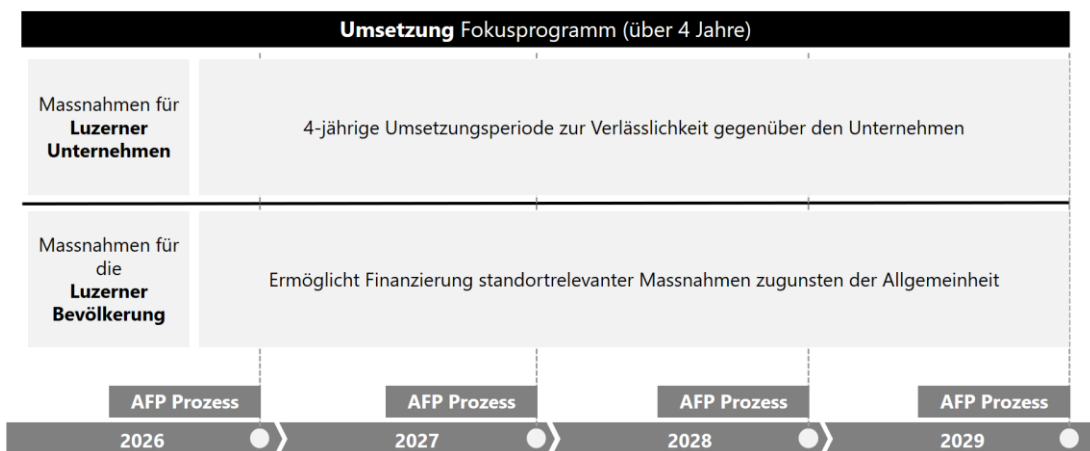 Umsetzung Fokusprogramm (über 4 Jahre)
Massnahmen für
Luzerner
Unternehmen
4-jährige Umsetzungsperiode zur Verlässlichkeit gegenüber den Unternehmen
Massnahmen für
die
Luzerner
Bevölkerung
Ermöglicht Finanzierung standortrelevanter Massnahmen zugunsten der Allgemeinheit
AFP Prozess AFP Prozess AFP Prozess AFP Prozess
2026 2027 2028 2029